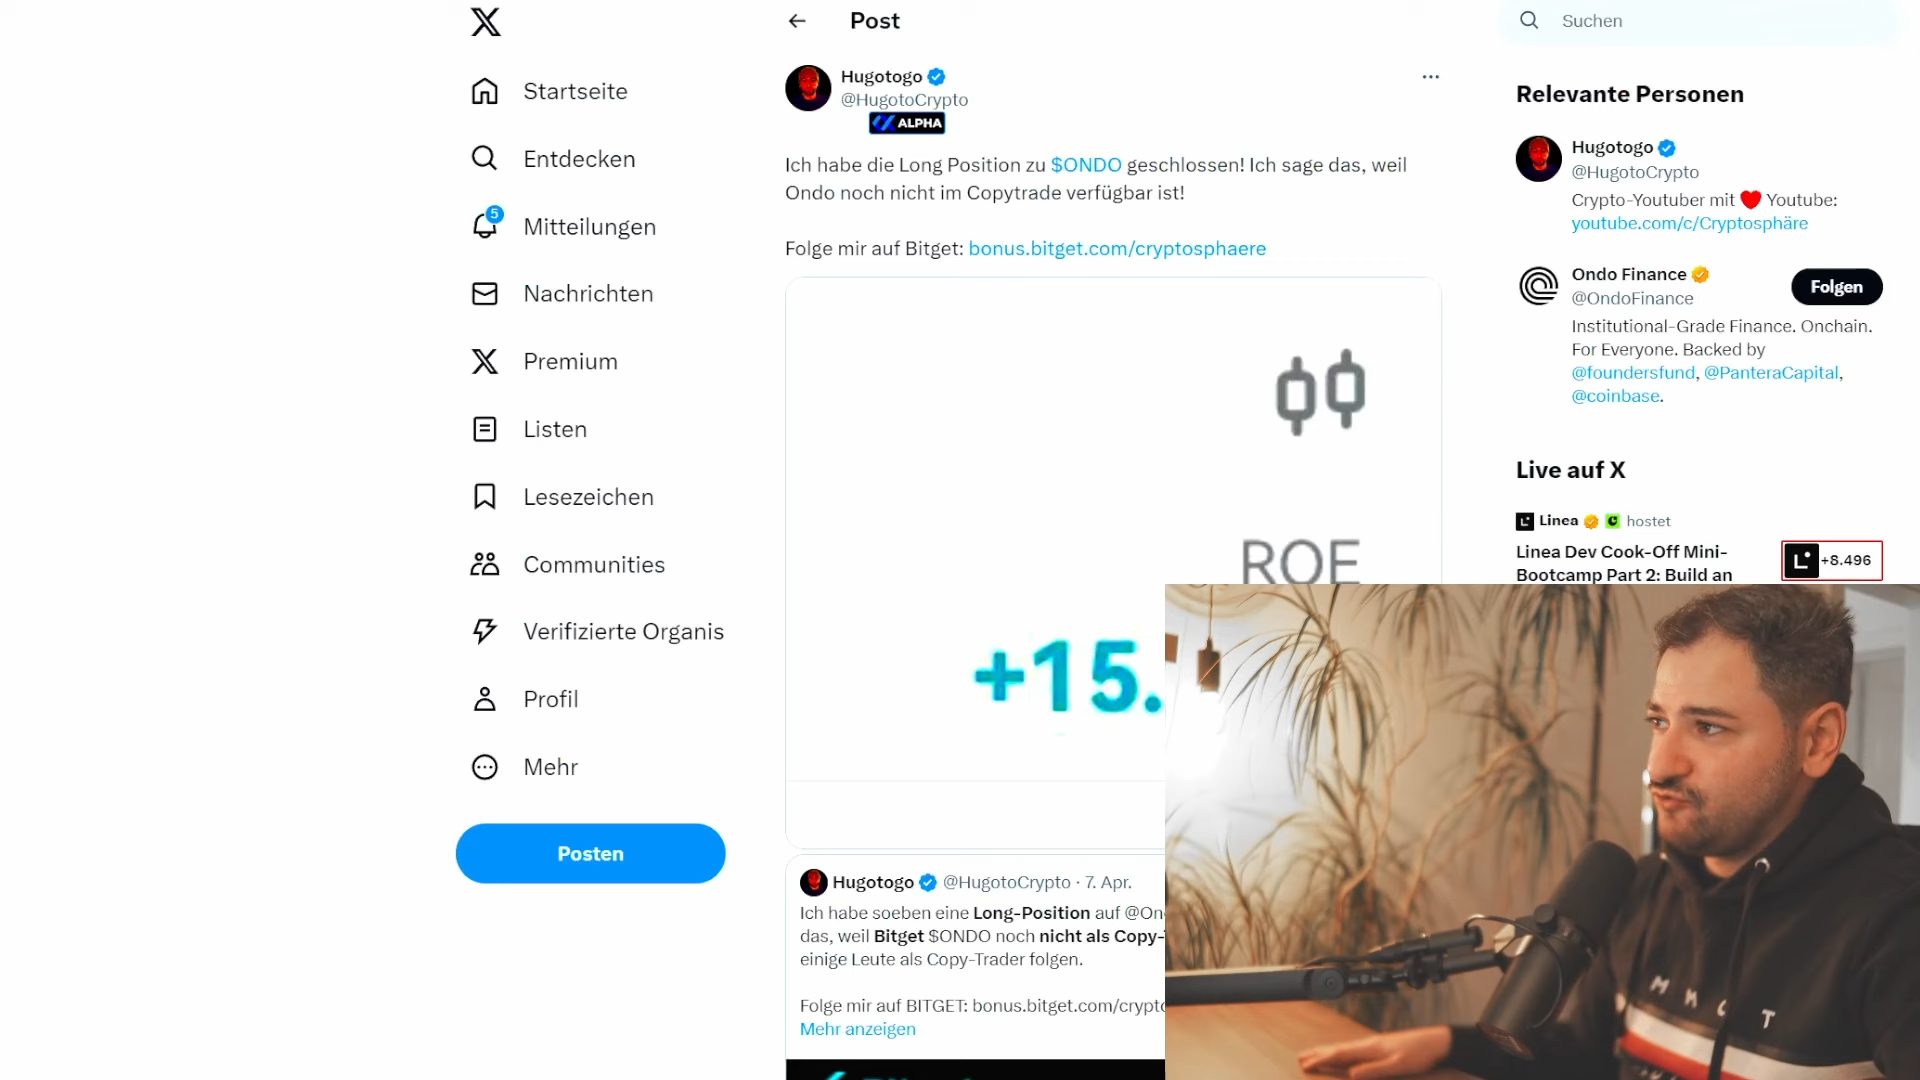 Startseite
Entdecken
5
Mitteilungen
Nachrichten
Premium
Listen
Lesezeichen
Communities
Verifizierte Organis
Profil
Mehr
Posten
Post
Hugotogo
@HugotoCrypto
ALPHA
Ich habe die Long Position zu $ONDO geschlossen! Ich sage das, weil
Ondo noch nicht im Copytrade verfügbar ist!
Folge mir auf Bitget: bonus.bitget.com/cryptosphaere
ROE
+15.
Hugotogo @HugotoCrypto · 7. Apr.
Ich habe soeben eine Long-Position auf @On
das, weil Bitget $ONDO noch nicht als Copy-
einige Leute als Copy-Trader folgen.
Folge mir auf BITGET: bonus.bitget.com/crypto
Mehr anzeigen
Suchen
Relevante Personen
Hugotogo
@HugotoCrypto
Crypto-Youtuber mit ❤️ Youtube:
youtube.com/c/Cryptosphäre
Ondo Finance
@OndoFinance
Folgen
Institutional-Grade Finance. Onchain.
For Everyone. Backed by
@foundersfund, @PanteraCapital,
@coinbase.
Live auf X
Linea hostet
Linea Dev Cook-Off Mini-
Bootcamp Part 2: Build an
+8.496